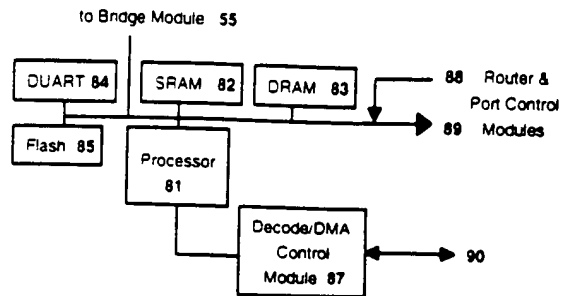 to Bridge Module 55
DUART 84
SRAM 82
DRAM 83
88 Router &
Port Control
89 Modules
Flash 85
Processor
81
Decode/DMA
Control
Module 87
90